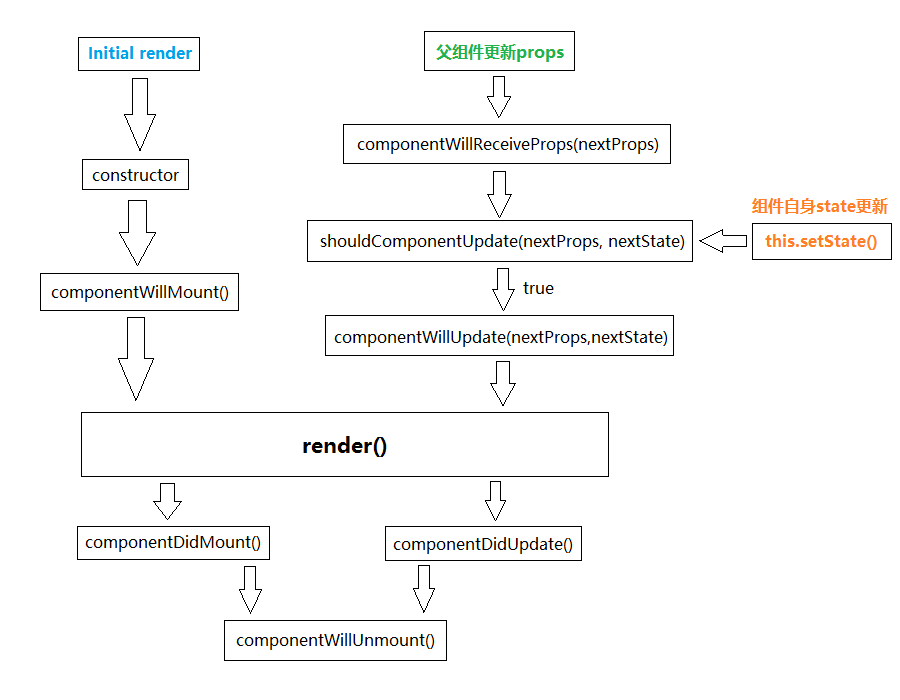 Initial render
父组件更新props
componentWillReceiveProps(nextProps)
constructor
组件自身state更新
shouldComponentUpdate(nextProps, nextState)
this.setState()
componentWillMount()
true
componentWillUpdate(nextProps,nextState)
render()
componentDidMount()
componentDidUpdate()
componentWillUnmount()